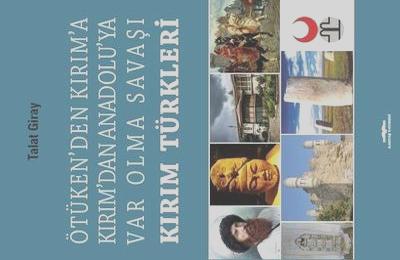 Talat Giray
ÖTÜKEN'DEN KIRIM'A
KIRIM'DAN ANADOLU'YA
VAR OLMA SAVAŞI
KIRIM TÜRKLERİ